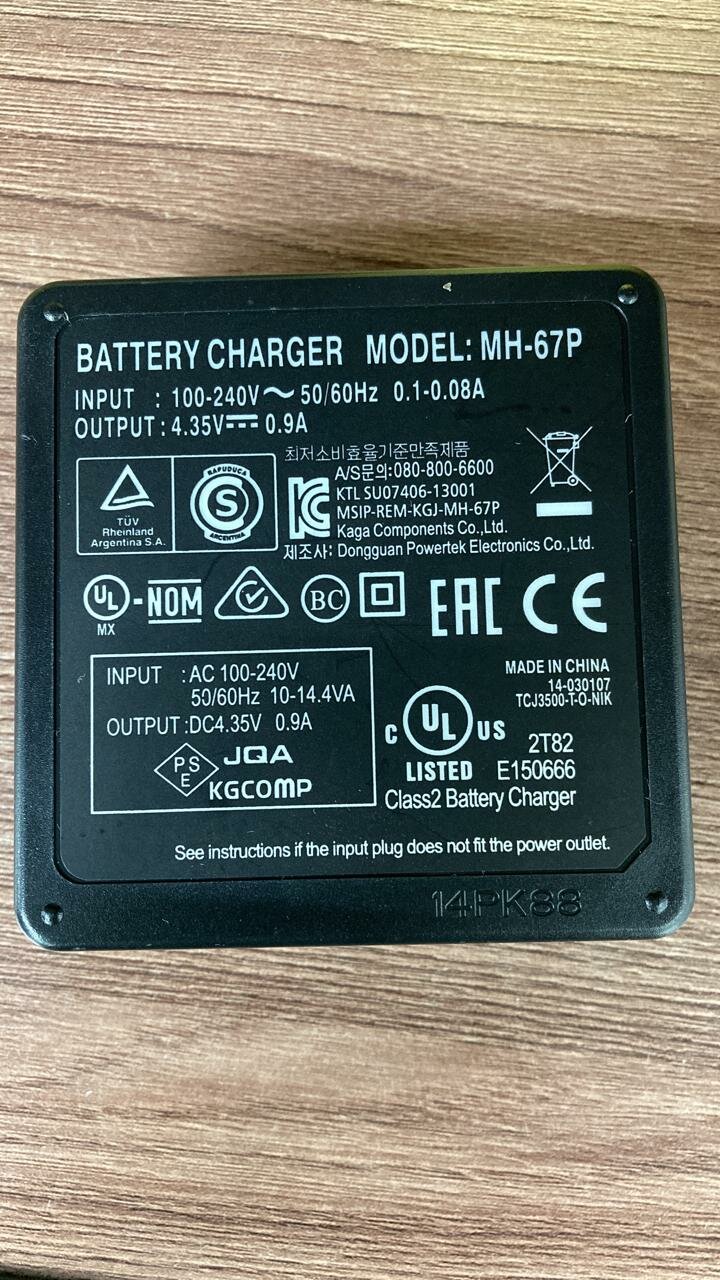 BATTERY CHARGER MODEL: MH-67P
INPUT : 100-240V~50/60Hz 0.1-0.08A
OUTPUT : 4.35V⎓ 0.9A
최저소비효율기준만족제품
A/S문의:080-800-6600
KTL SU07406-13001
MSIP-REM-KGJ-MH-67P
Kaga Components Co.,Ltd.
제조사: Dongguan Powertek Electronics Co.,Ltd.
TÜV
Rheinland
Argentina S.A.
S
ARGENTINA
UL-NOM
MX
BC
EAC CE
INPUT :AC 100-240V
50/60Hz 10-14.4VA
OUTPUT :DC4.35V 0.9A
PSE
JQA
KGCOMP
MADE IN CHINA
14-030107
TCJ3500-T-O-NIK
C UL US
LISTED
2T82
E150666
Class2 Battery Charger
See instructions if the input plug does not fit the power outlet.
14PK88